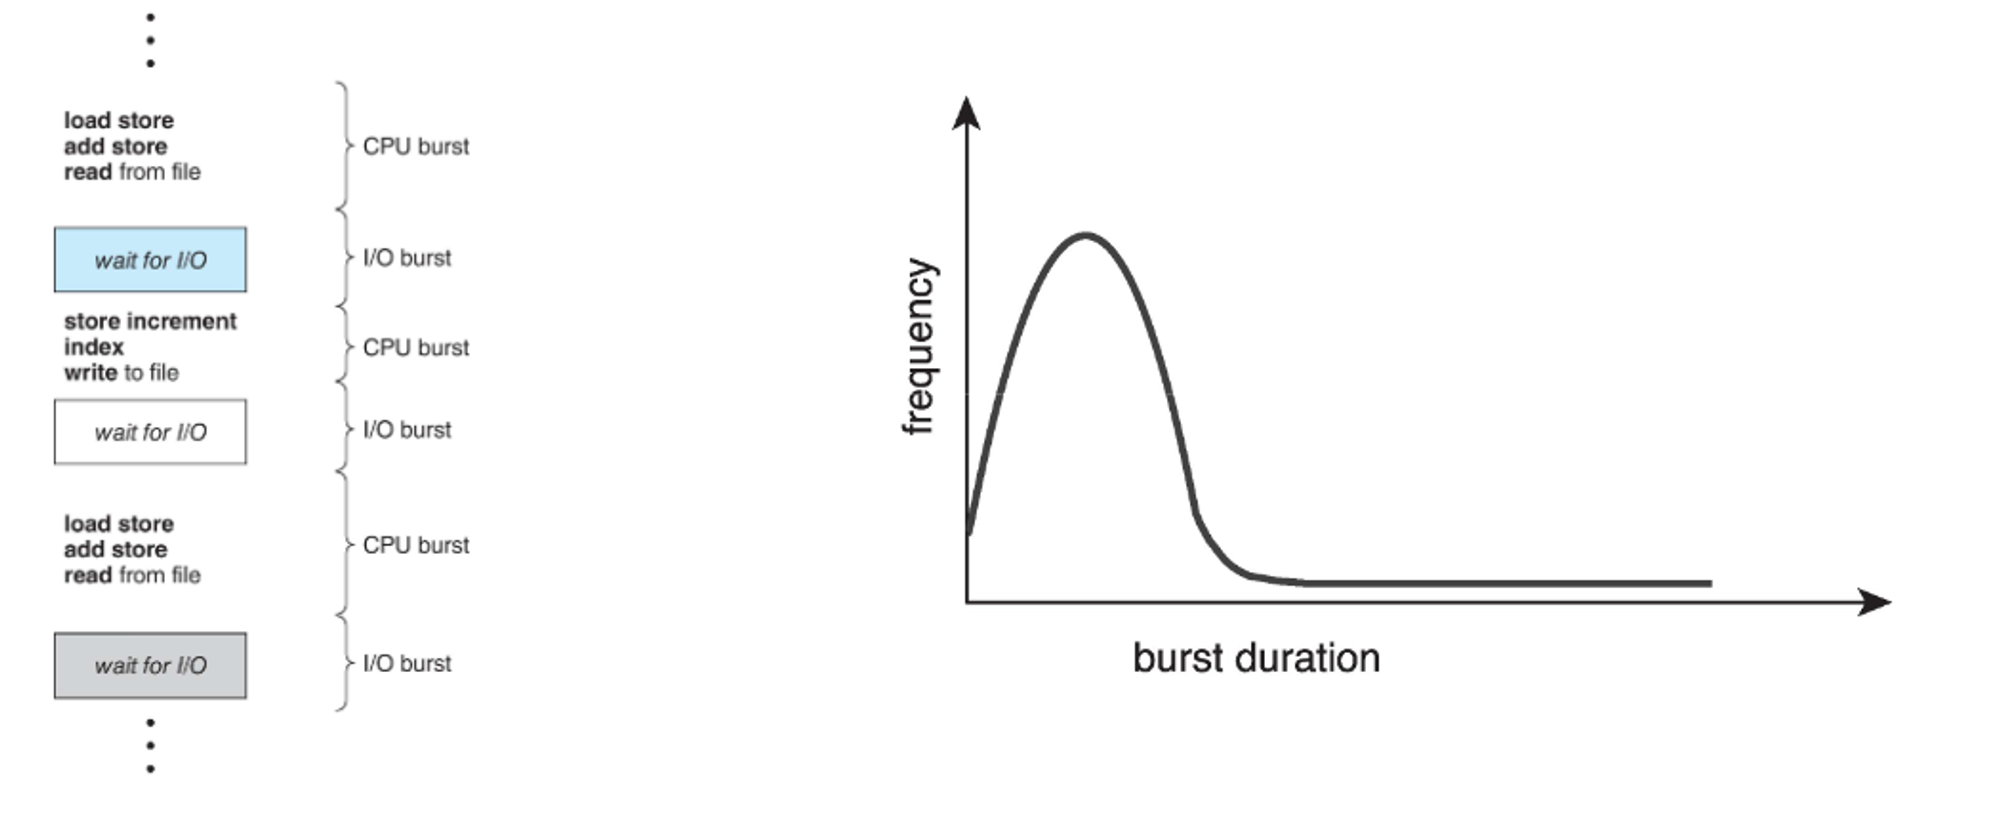 load store
add store
read from file
CPU burst
wait for I/O
I/O burst
store increment
index
write to file
CPU burst
wait for I/O
I/O burst
load store
add store
read from file
CPU burst
wait for I/O
I/O burst
frequency
burst duration